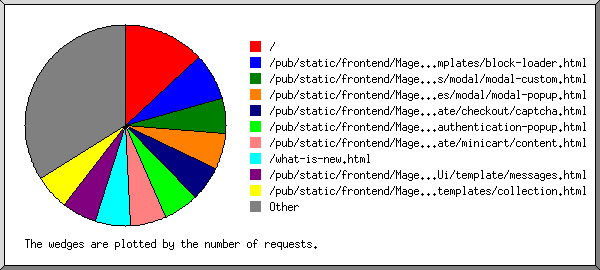 /
/pub/static/frontend/Mage...mplates/block-loader.html
/pub/static/frontend/Mage...s/modal/modal-custom.html
/pub/static/frontend/Mage...es/modal/modal-popup.html
/pub/static/frontend/Mage...ate/checkout/captcha.html
/pub/static/frontend/Mage...authentication-popup.html
/pub/static/frontend/Mage...ate/minicart/content.html
/what-is-new.html
/pub/static/frontend/Mage...Ui/template/messages.html
/pub/static/frontend/Mage...templates/collection.html
Other
The wedges are plotted by the number of requests.